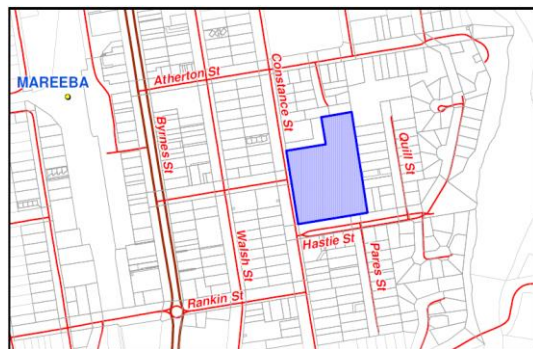 Atherton St
MAREEBA
Constance St
Byrnes St
Quill St
Walsh St
Hastie St
Pares St
Rankin St